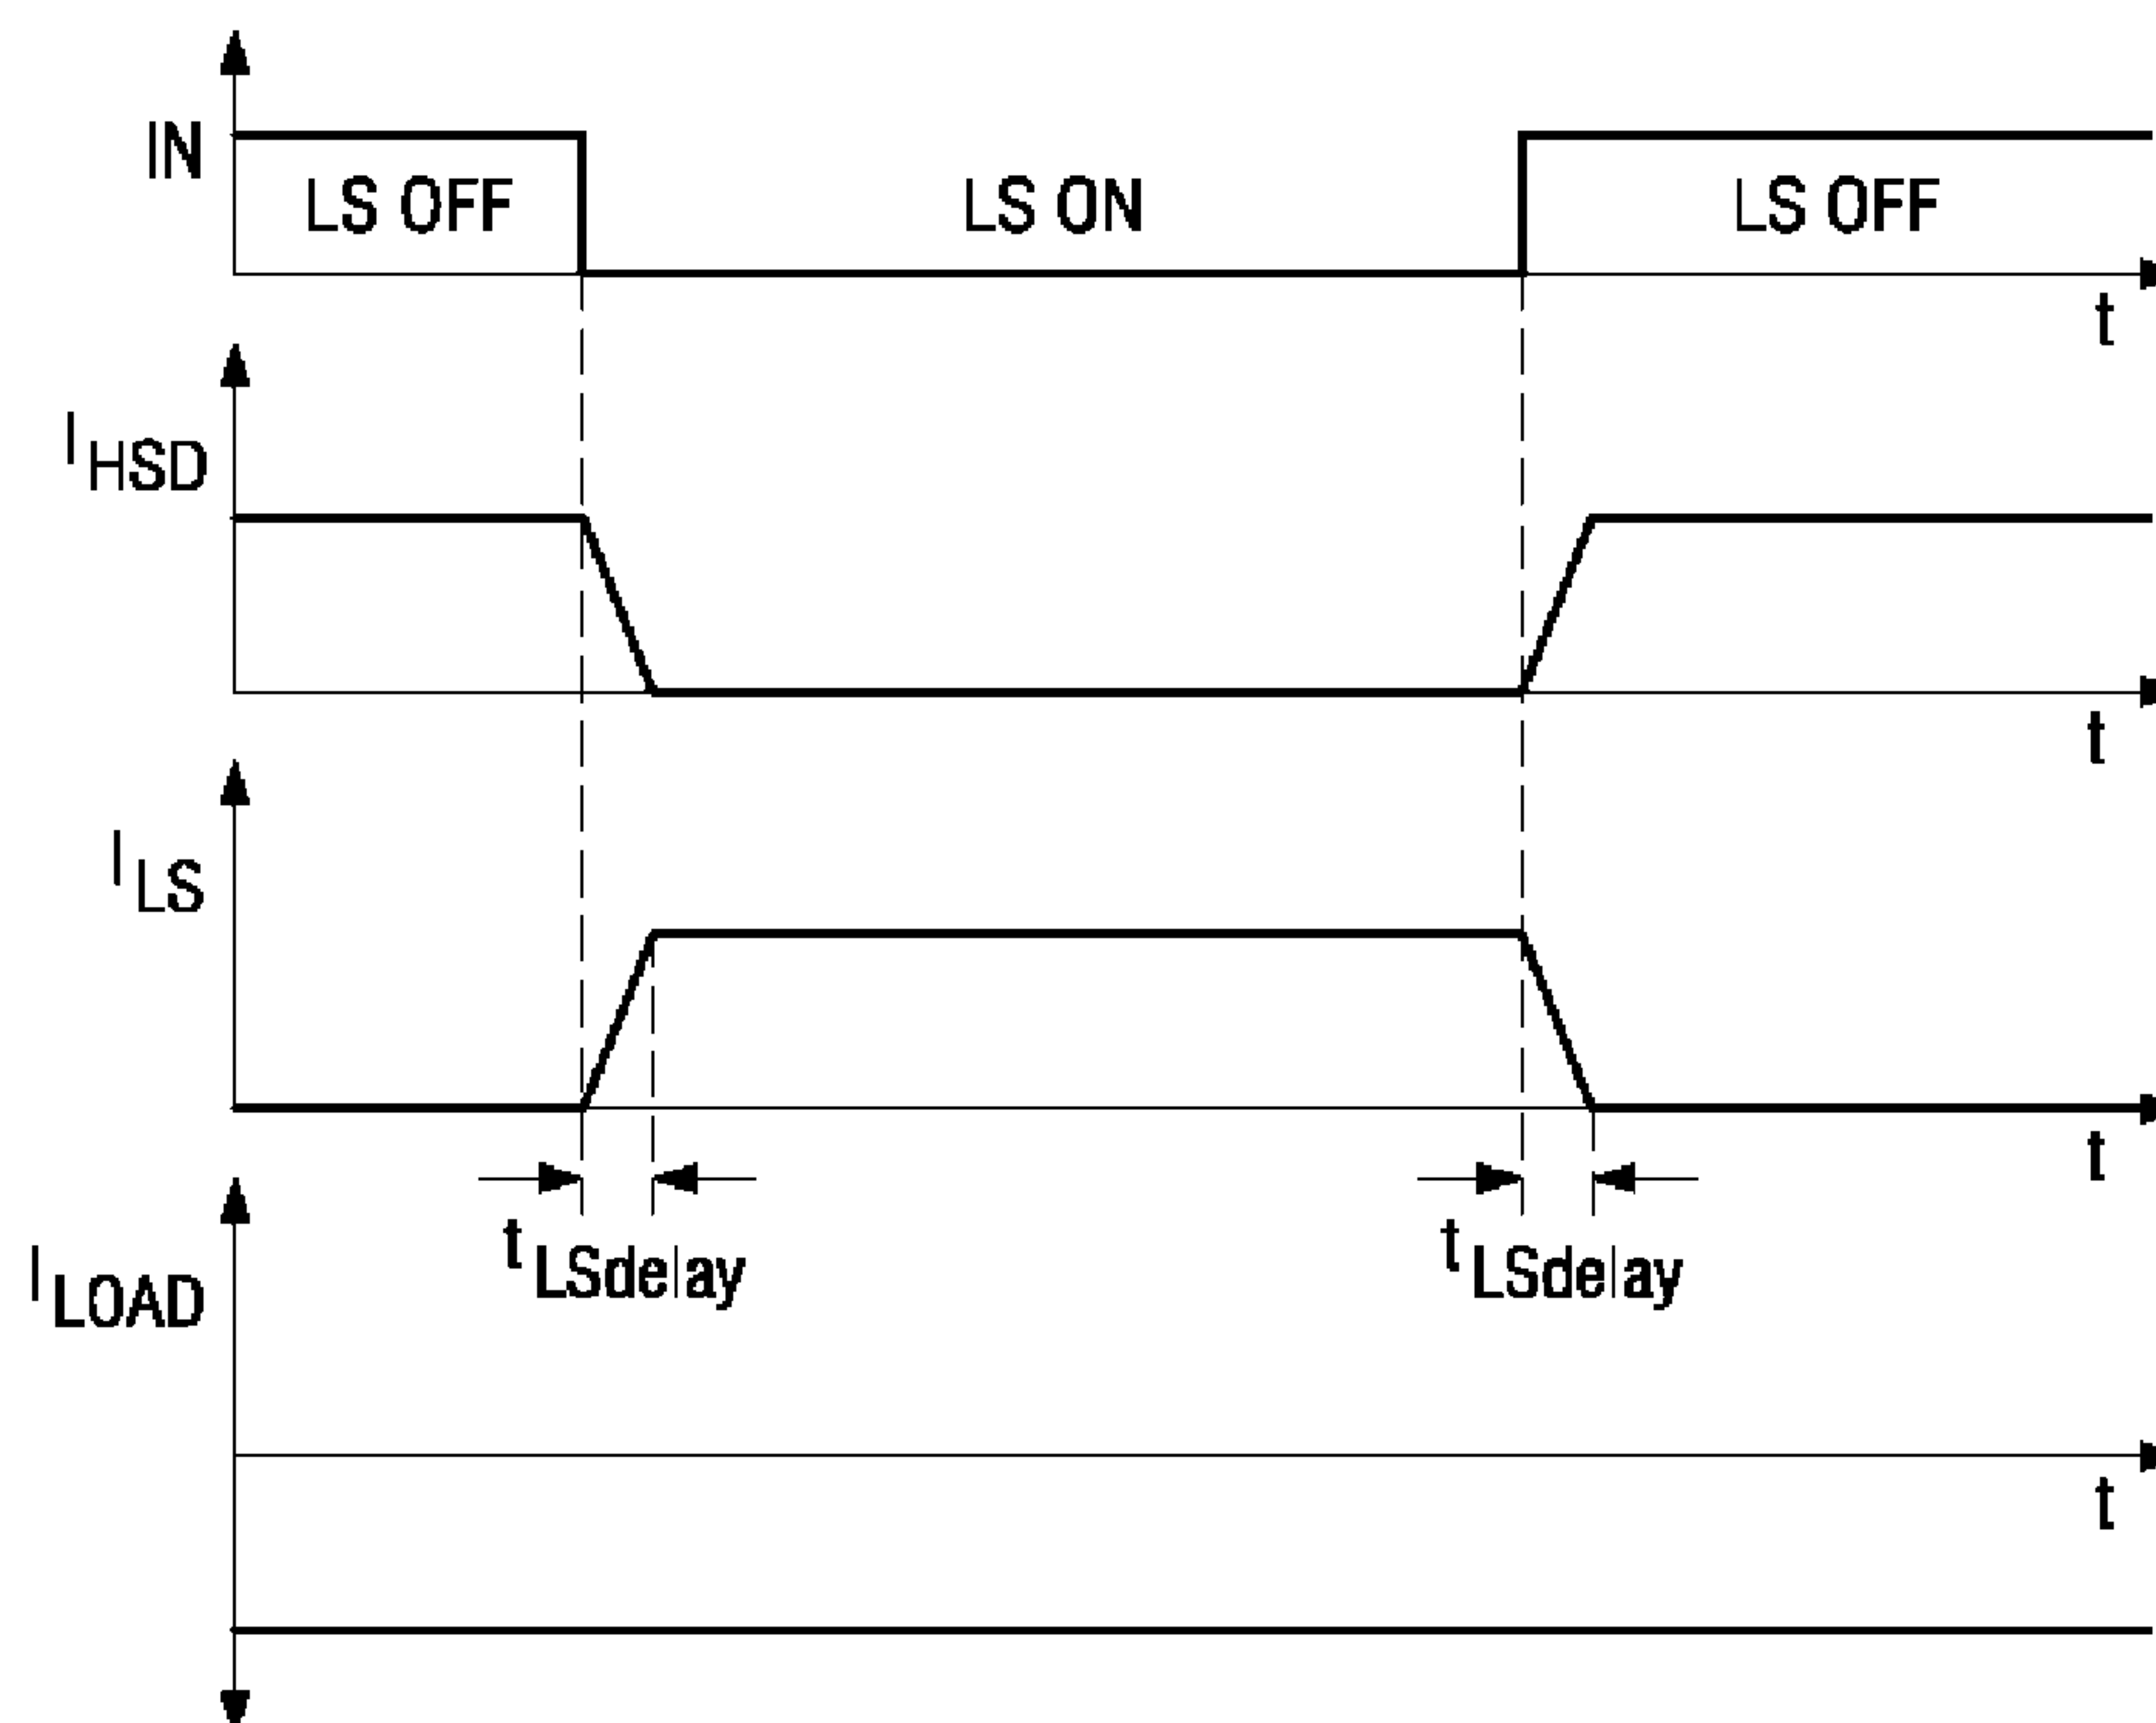 IN
LS OFF LS ON LS OFF
t
I HSD
t
I LS
t
t LSdelay t LSdelay
I LOAD
t